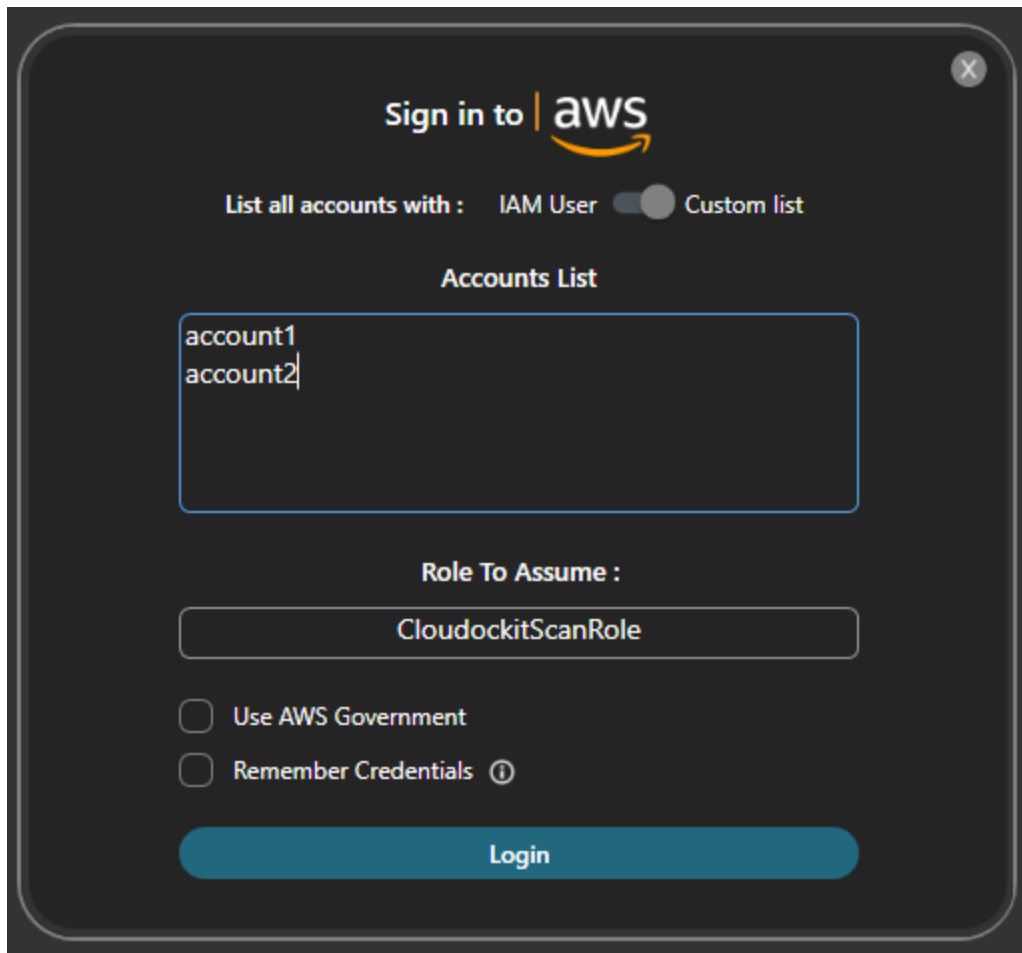 X
Sign in to | aws
List all accounts with : IAM User Custom list
Accounts List
account1
account2
Role To Assume :
CloudockitScanRole
Use AWS Government
Remember Credentials
Login